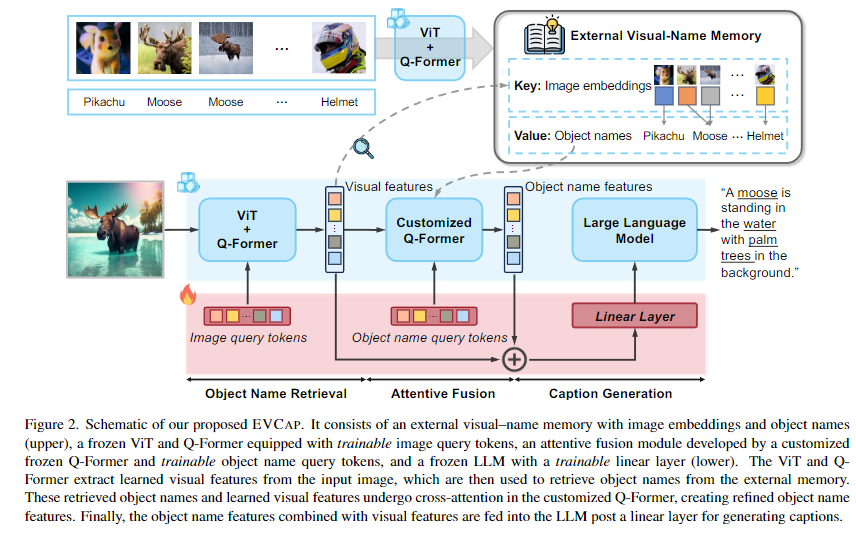 ViT
+
Q-Former
External Visual-Name Memory
Key: Image embeddings
...
...
Value: Object names Pikachu Moose ... Helmet
Pikachu Moose Moose ... Helmet
Visual features
Object name features
ViT
+
Q-Former
Customized
Q-Former
Large Language
Model
"A moose is
standing in
the water
with palm
trees in the
background."
Image query tokens
Object name query tokens
Linear Layer
+
Object Name Retrieval
Attentive Fusion
Caption Generation
Figure 2. Schematic of our proposed EVCAP. It consists of an external visual–name memory with image embeddings and object names
(upper), a frozen ViT and Q-Former equipped with trainable image query tokens, an attentive fusion module developed by a customized
frozen Q-Former and trainable object name query tokens, and a frozen LLM with a trainable linear layer (lower). The ViT and Q-
Former extract learned visual features from the input image, which are then used to retrieve object names from the external memory.
These retrieved object names and learned visual features undergo cross-attention in the customized Q-Former, creating refined object name
features. Finally, the object name features combined with visual features are fed into the LLM post a linear layer for generating captions.